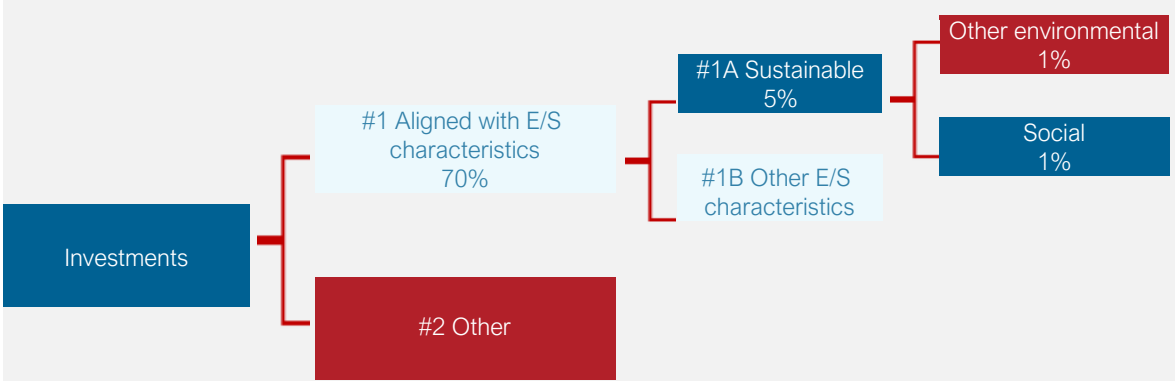 Investments
#1 Aligned with E/S
characteristics
70%
#2 Other
#1A Sustainable
5%
#1B Other E/S
characteristics
Other environmental
1%
Social
1%